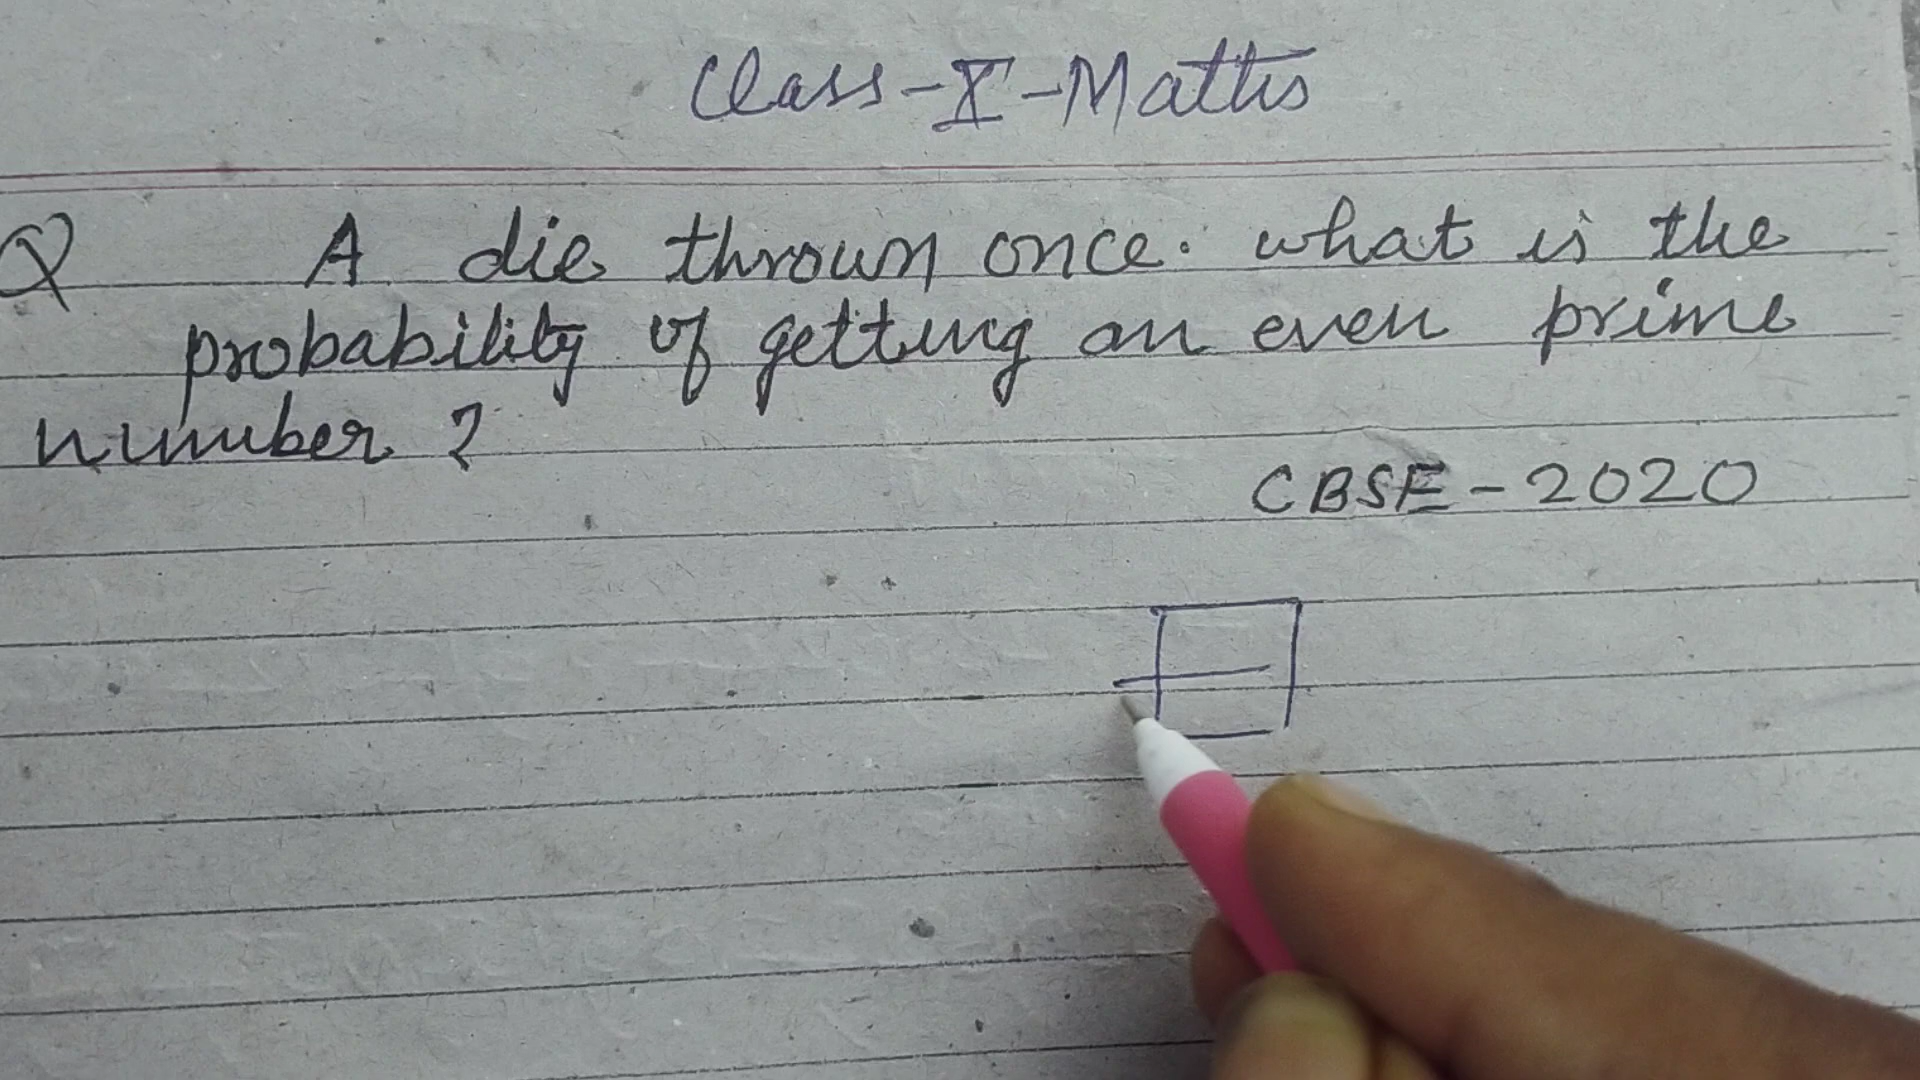 Class-X-Maths
Q A die thrown once. what is the
probability of getting an even prime
number ?
CBSE-2020